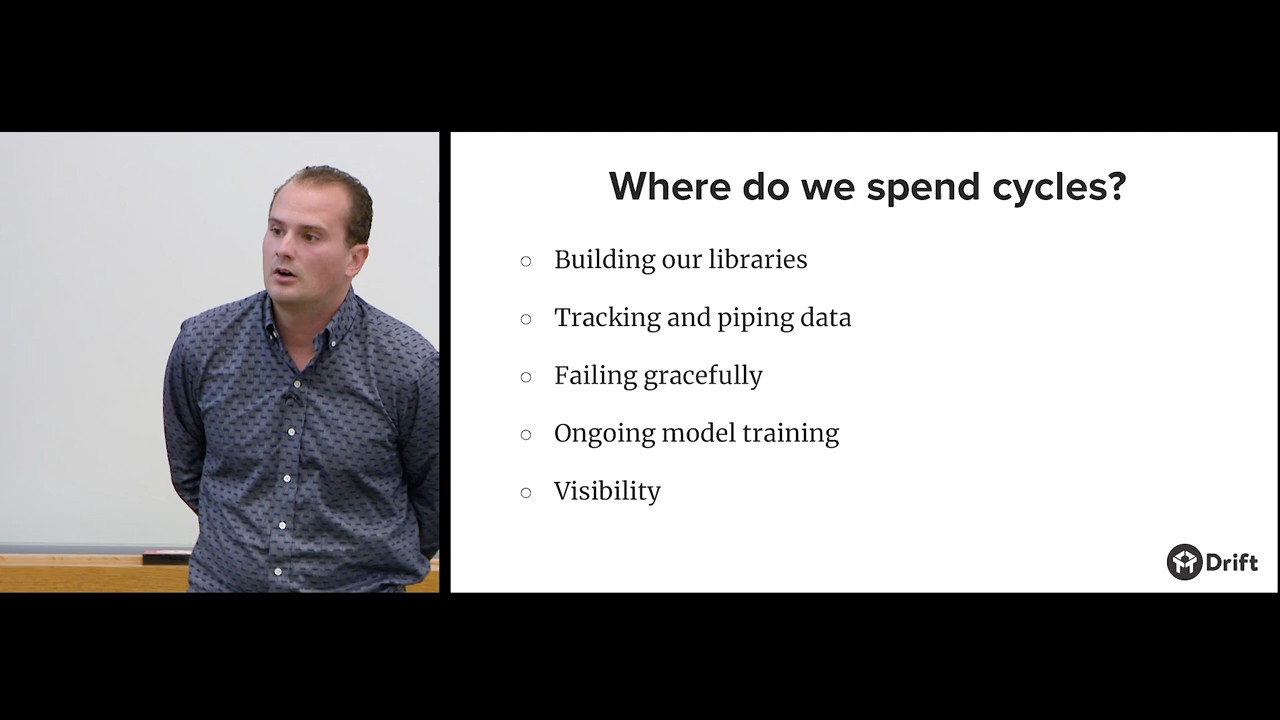 Where do we spend cycles?
Building our libraries
Tracking and piping data
Failing gracefully
Ongoing model training
Visibility
Drift